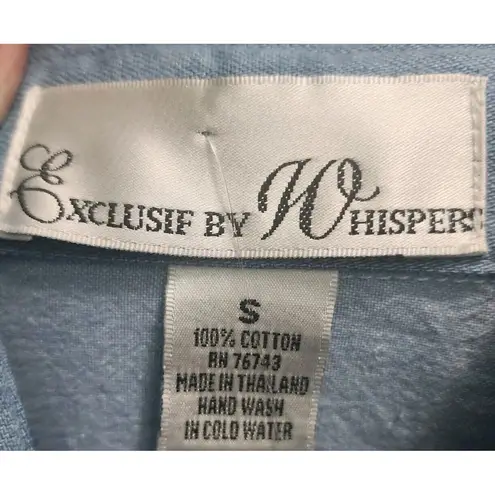 EXCLUSIF BY WHISPERS
S
100% COTTON
RN 76743
MADE IN THAILAND
HAND WASH
IN COLD WATER